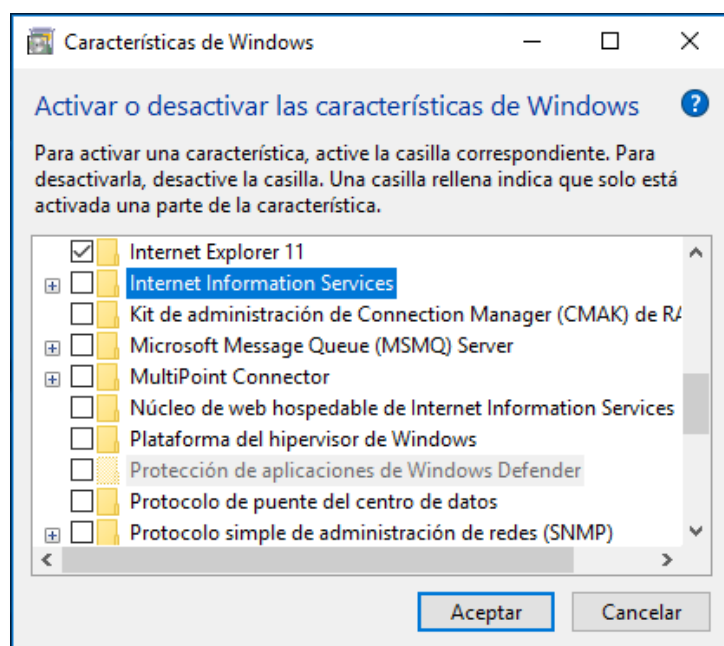 Características de Windows
Activar o desactivar las características de Windows
Para activar una característica, active la casilla correspondiente. Para
desactivarla, desactive la casilla. Una casilla rellena indica que solo está
activada una parte de la característica.
Internet Explorer 11
Internet Information Services
Kit de administración de Connection Manager (CMAK) de RA
Microsoft Message Queue (MSMQ) Server
MultiPoint Connector
Núcleo de web hospedable de Internet Information Services
Plataforma del hipervisor de Windows
Protección de aplicaciones de Windows Defender
Protocolo de puente del centro de datos
Protocolo simple de administración de redes (SNMP)
Aceptar
Cancelar